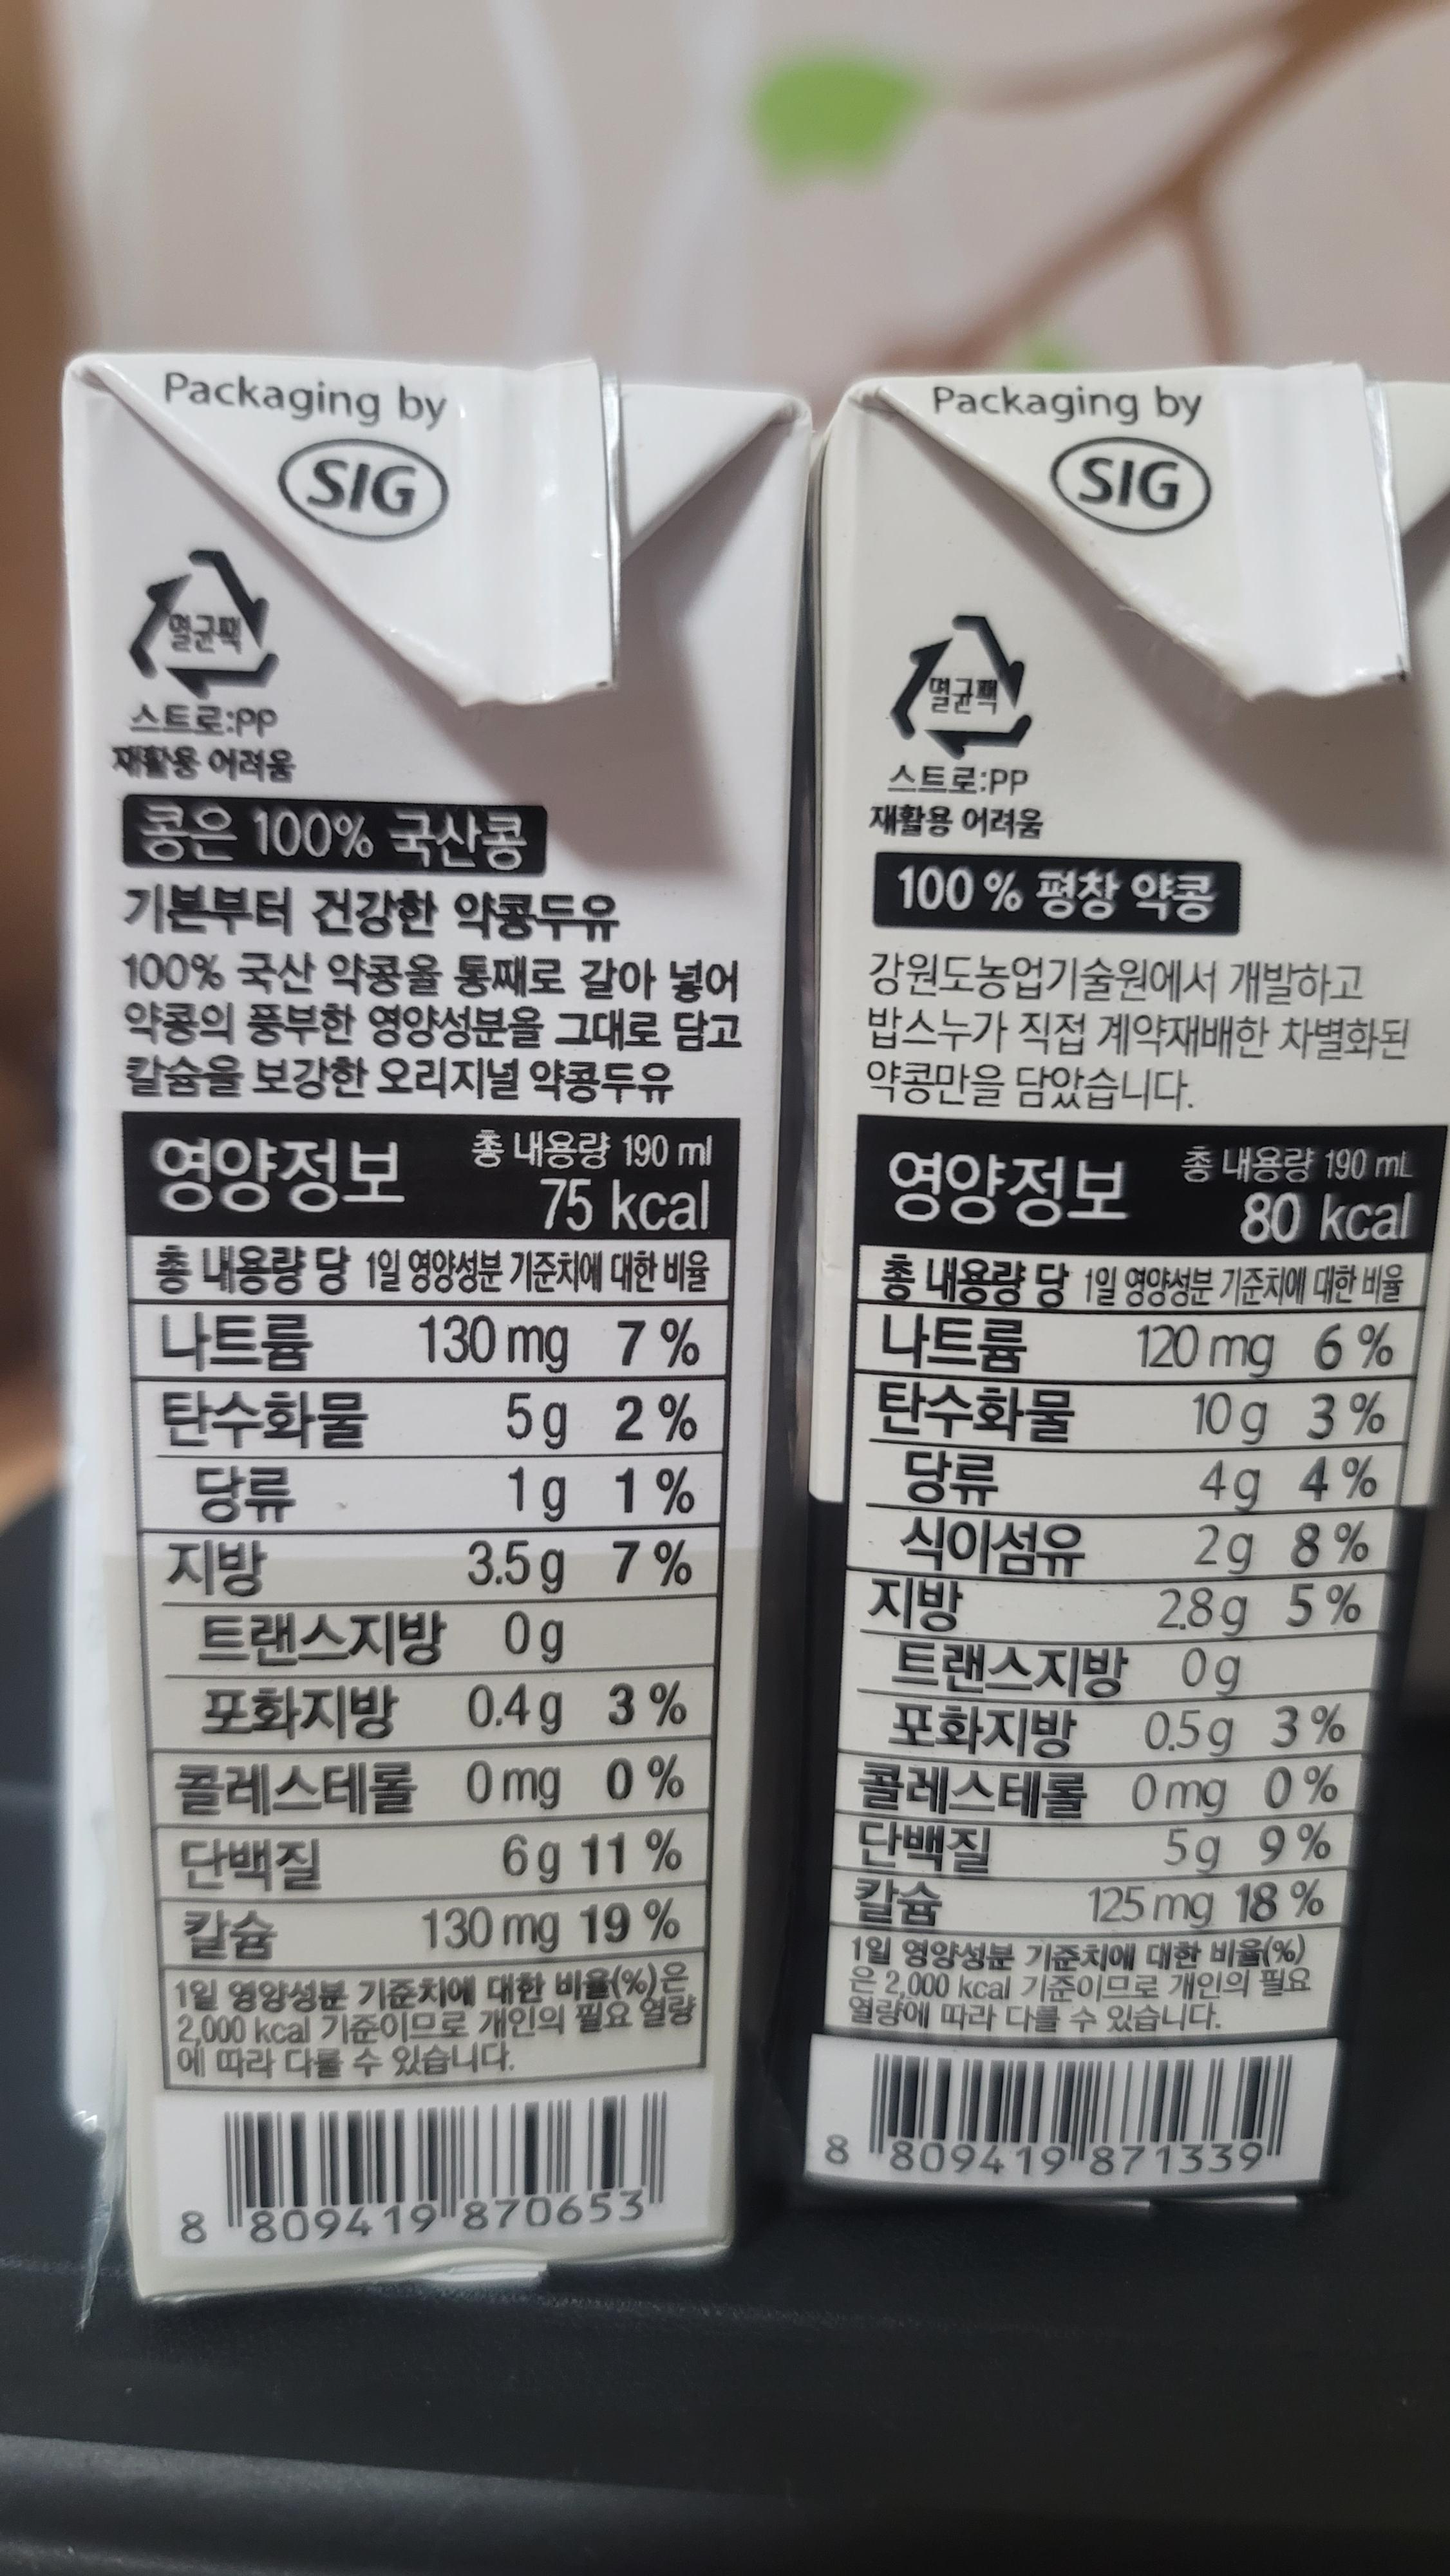 Packaging by
SIG
멸균팩
스트로:PP
재활용 어려움
콩은 100% 국산콩
기본부터 건강한 약콩두유
100% 국산 약콩을 통째로 갈아 넣어
약콩의 풍부한 영양성분을 그대로 담고
칼슘을 보강한 오리지널 약콩두유
영양정보
총 내용량 190 ml
75 kcal
총 내용량 당 1일 영양성분 기준치에 대한 비율
나트륨 130 mg 7 %
탄수화물 5 g 2 %
당류 1 g 1 %
지방 3.5 g 7 %
트랜스지방 0 g
포화지방 0.4 g 3 %
콜레스테롤 0 mg 0 %
단백질 6 g 11 %
칼슘 130 mg 19 %
1일 영양성분 기준치에 대한 비율(%)은
2,000 kcal 기준이므로 개인의 필요 열량
에 따라 다를 수 있습니다.
8 809419 870653
Packaging by
SIG
멸균팩
스트로:PP
재활용 어려움
100 % 평창 약콩
강원도농업기술원에서 개발하고
밥스누가 직접 계약재배한 차별화된
약콩만을 담았습니다.
영양정보
총 내용량 190 mL
80 kcal
총 내용량 당 1일 영양성분 기준치에 대한 비율
나트륨 120 mg 6 %
탄수화물 10 g 3 %
당류 4 g 4 %
식이섬유 2 g 8 %
지방 2.8 g 5 %
트랜스지방 0 g
포화지방 0.5 g 3 %
콜레스테롤 0 mg 0 %
단백질 5 g 9 %
칼슘 125 mg 18 %
1일 영양성분 기준치에 대한 비율(%)
은 2,000 kcal 기준이므로 개인의 필요
열량에 따라 다를 수 있습니다.
8 809419 871339